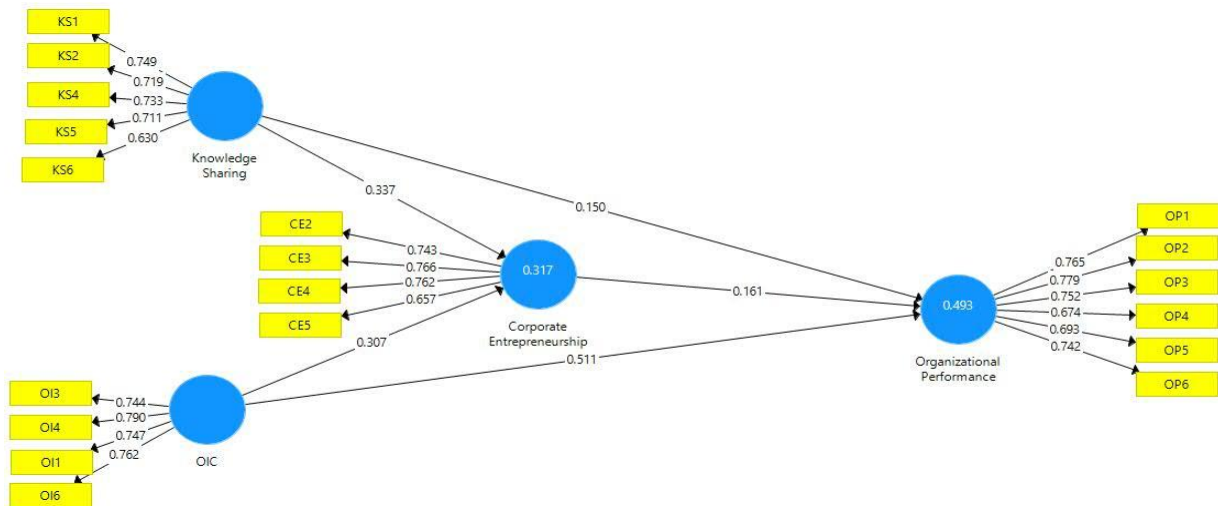 KS1
KS2
KS4
KS5
KS6
0.749
0.719
0.733
0.711
0.630
Knowledge
Sharing
0.337
0.150
CE2
CE3
CE4
CE5
0.743
0.766
0.762
0.657
0.317
Corporate
Entrepreneurship
0.161
0.307
0.511
OI3
OI4
OI1
OI6
0.744
0.790
0.747
0.762
OIC
0.493
Organizational
Performance
0.765
0.779
0.752
0.674
0.693
0.742
OP1
OP2
OP3
OP4
OP5
OP6